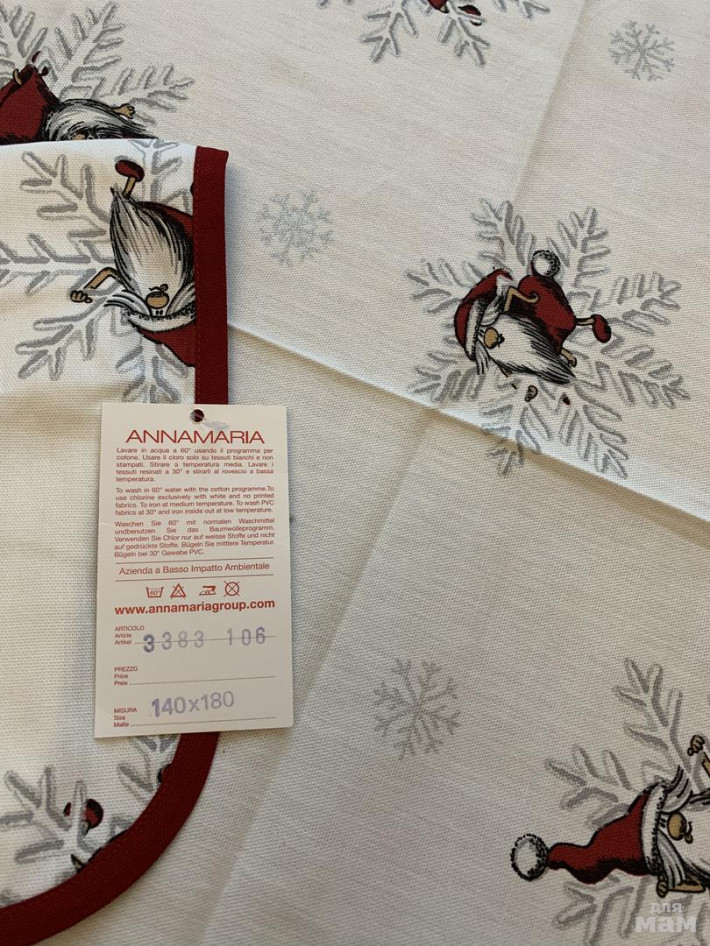 ANNAMARIA
Lavare in acqua a 60° usando il programma per
cotone. Usare il cloro solo su tessuti bianchi e non
stampati. Stirare a temperatura media. Lavare i
tessuti resinati a 30° e stirarli al rovescio a bassa
temperatura.
To wash in 60° water with the cotton programme.To
use chlorine exclusively with white and no printed
fabrics. To iron at medium temperature. To wash PVC
fabrics at 30° and iron inside out at low temperature.
Waschen Sie 60° mit normalen Waschmittel
undbenutzen Sie das Baumwolleprogramm.
Verwenden Sie Chlor nur auf weisse Stoffe und nicht
auf gedrückte Stoffe. Bügeln Sie mittlere Temperatur.
Bügeln bei 30° Gewebe PVC.
Azienda a Basso Impatto Ambientale
60°
www.annamariagroup.com
ARTICOLO
Article
Artikel 3383 106
PREZZO
Price
Preis
MISURA
Size
Maße 140x180
для
мам